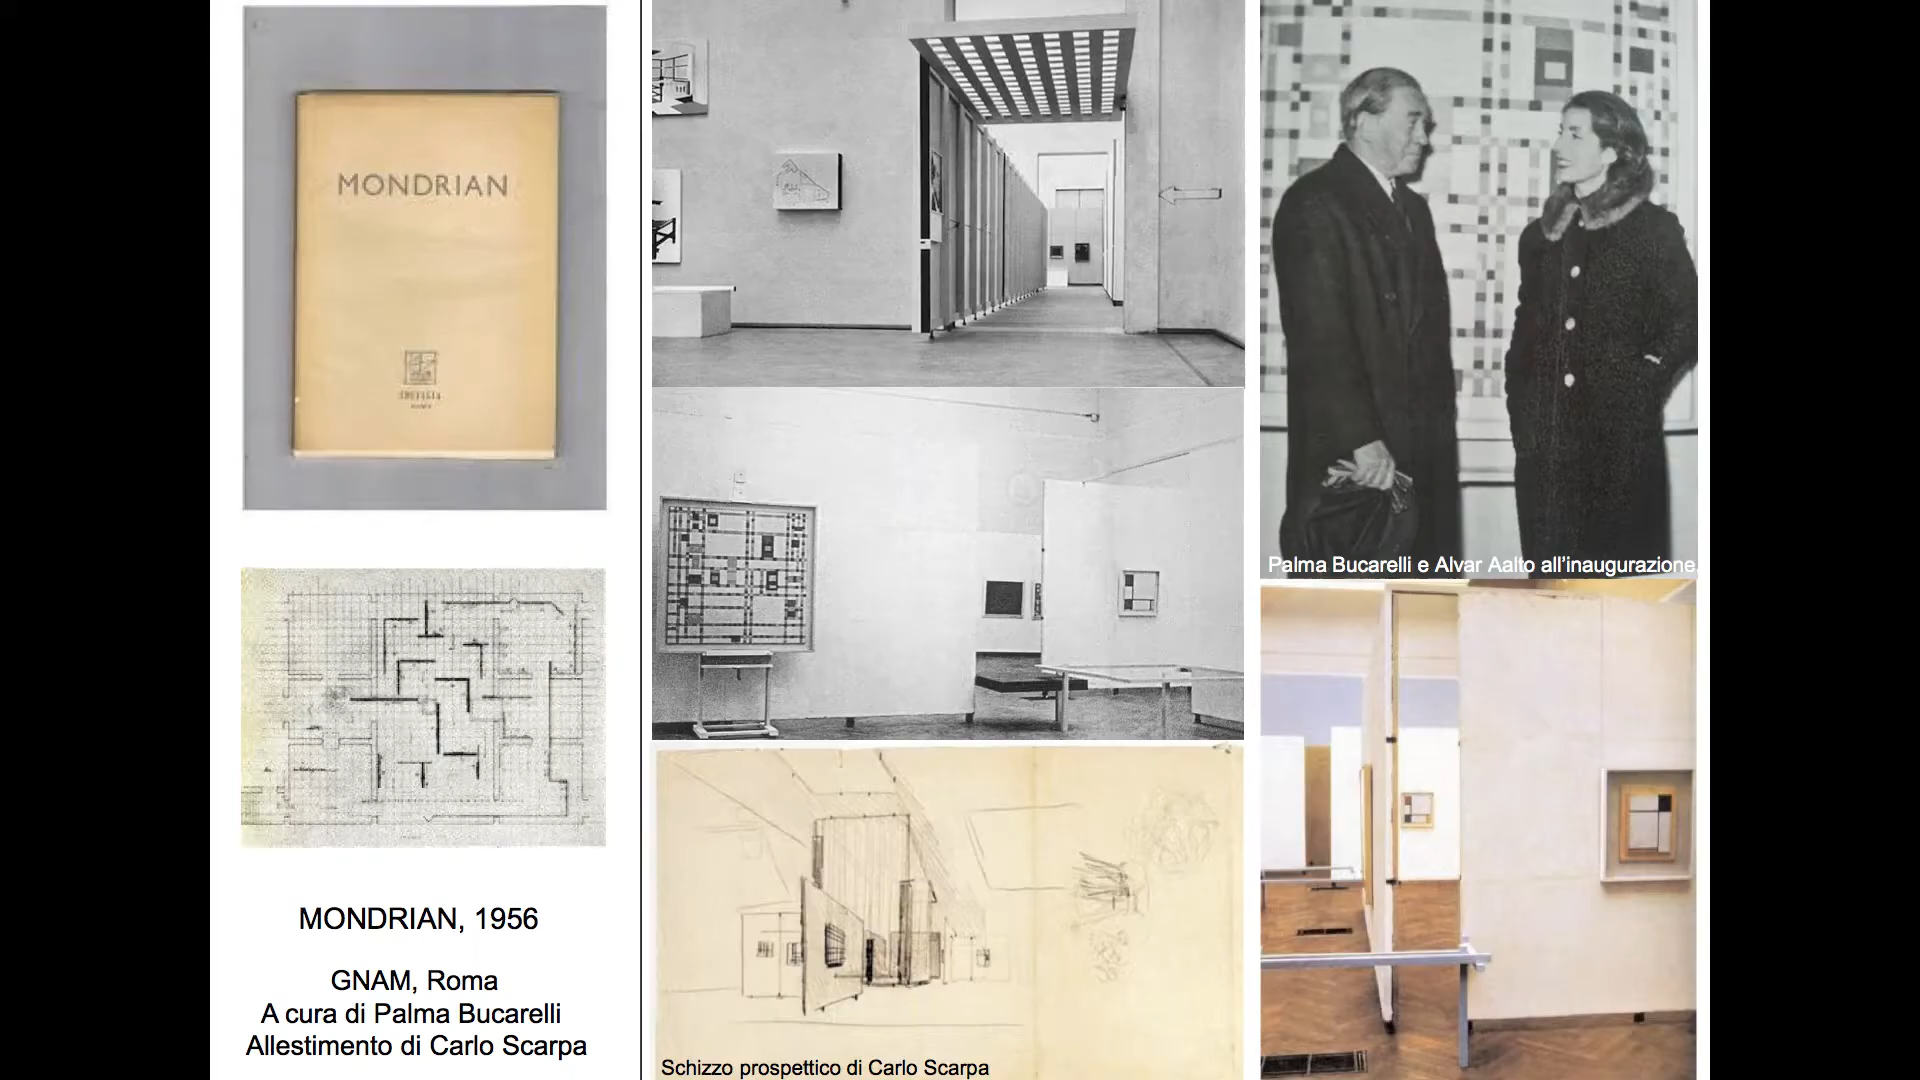 MONDRIAN
ROMA
MONDRIAN, 1956
GNAM, Roma
A cura di Palma Bucarelli
Allestimento di Carlo Scarpa
Schizzo prospettico di Carlo Scarpa
Palma Bucarelli e Alvar Aalto all’inaugurazione